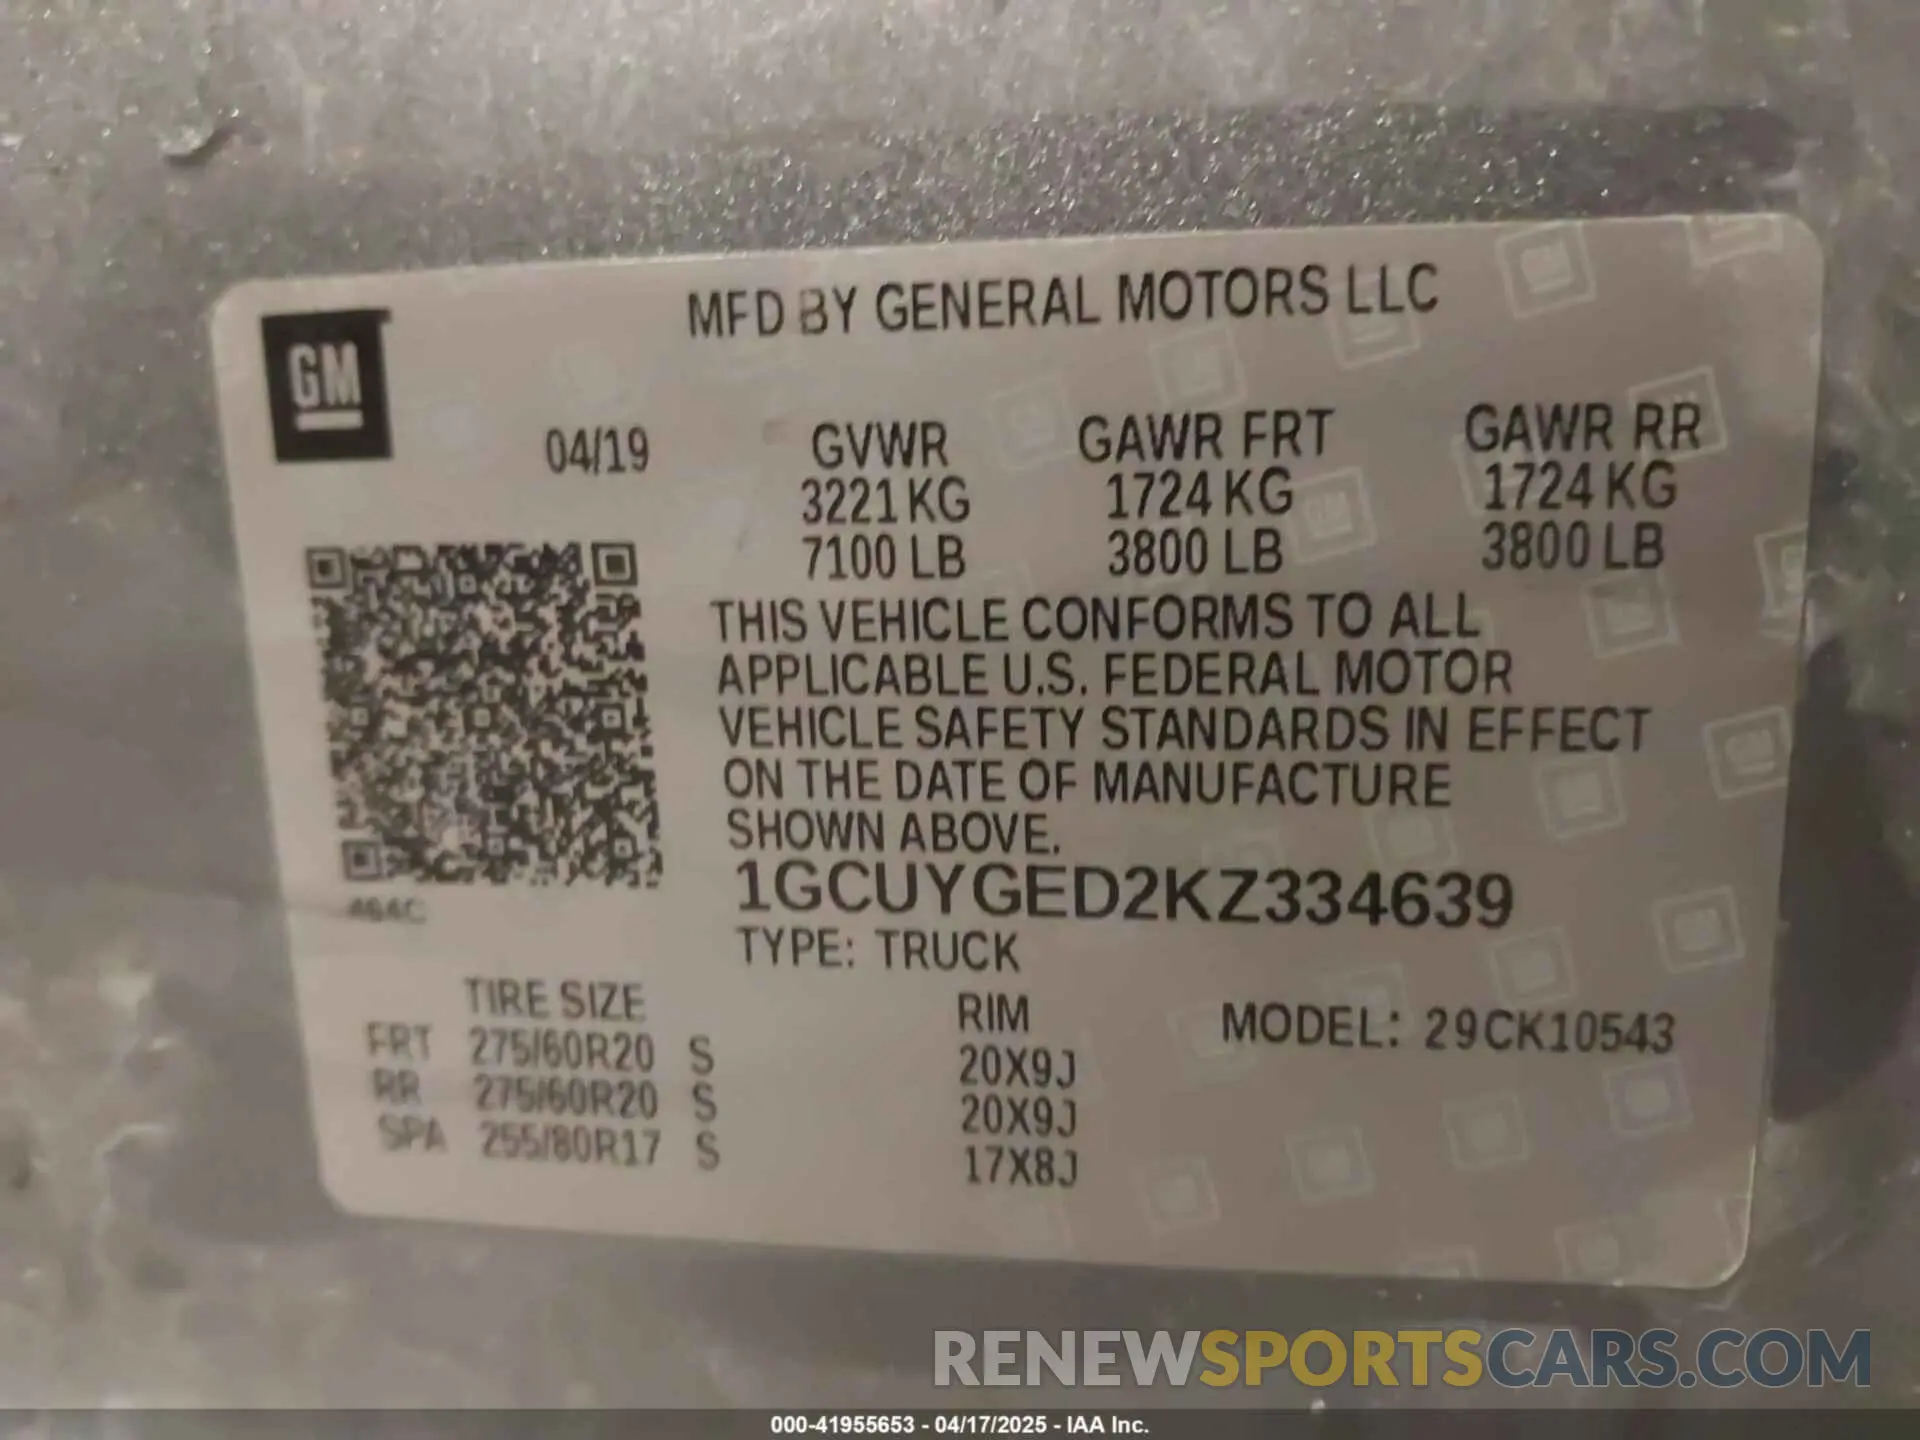 MFD BY GENERAL MOTORS LLC
GM
04/19 GVWR GAWR FRT GAWR RR
3221 KG 1724 KG 1724 KG
7100 LB 3800 LB 3800 LB
THIS VEHICLE CONFORMS TO ALL
APPLICABLE U.S. FEDERAL MOTOR
VEHICLE SAFETY STANDARDS IN EFFECT
ON THE DATE OF MANUFACTURE
SHOWN ABOVE.
1GCUYGED2KZ334639
464C
TYPE: TRUCK
TIRE SIZE RIM MODEL: 29CK10543
FRT 275/60R20 S 20X9J
RR 275/60R20 S 20X9J
SPA 255/80R17 S 17X8J
RENEWSPORTSCARS.COM
000-41955653 - 04/17/2025 - IAA Inc.